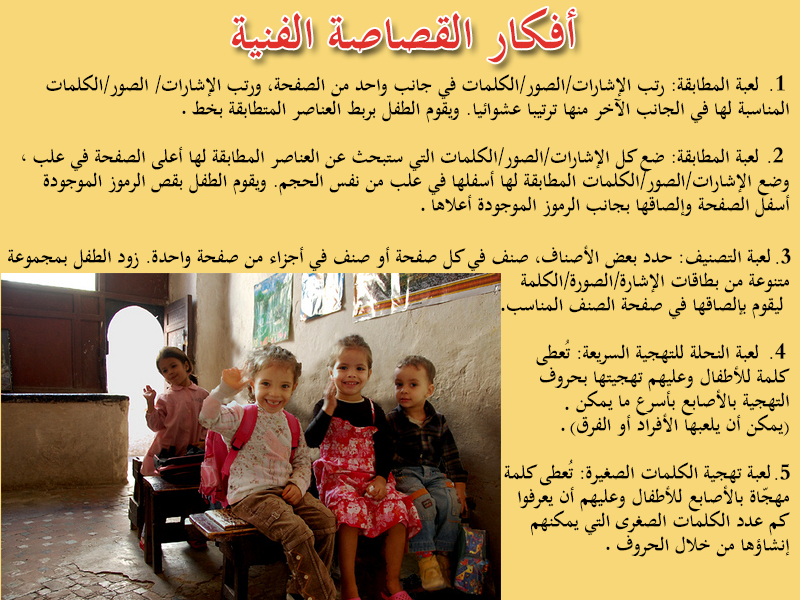 أفكار القصاصة الفنية
1. لعبة المطابقة: رتب الإشارات/الصور/الكلمات في جانب واحد من الصفحة، ورتب الإشارات/ الصور/الكلمات
المناسبة لها في الجانب الآخر منها ترتيبا عشوائيا. ويقوم الطفل بربط العناصر المتطابقة بخط .
2. لعبة المطابقة: ضع كل الإشارات/الصور/الكلمات التي ستبحث عن العناصر المطابقة لها أعلى الصفحة في علب ،
وضع الإشارات/الصور/الكلمات المطابقة لها أسفلها في علب من نفس الحجم. ويقوم الطفل بقص الرموز الموجودة
أسفل الصفحة وإلصاقها بجانب الرموز الموجودة أعلاها .
3. لعبة التصنيف: حدد بعض الأصناف، صنف في كل صفحة أو صنف في أجزاء من صفحة واحدة. زود الطفل بمجموعة
متنوعة من بطاقات الإشارة/الصورة/الكلمة
ليقوم بإلصاقها في صفحة الصنف المناسب.
4. لعبة النحلة للتهجية السريعة: تُعطى
كلمة للأطفال وعليهم تهجيتها بحروف
التهجية بالأصابع بأسرع ما يمكن .
(يمكن أن يلعبها الأفراد أو الفرق) .
5. لعبة تهجية الكلمات الصغيرة: تُعطى كلمة
مهجّاة بالأصابع للأطفال وعليهم أن يعرفوا
كم عدد الكلمات الصغرى التي يمكنهم
إنشاؤها من خلال الحروف .